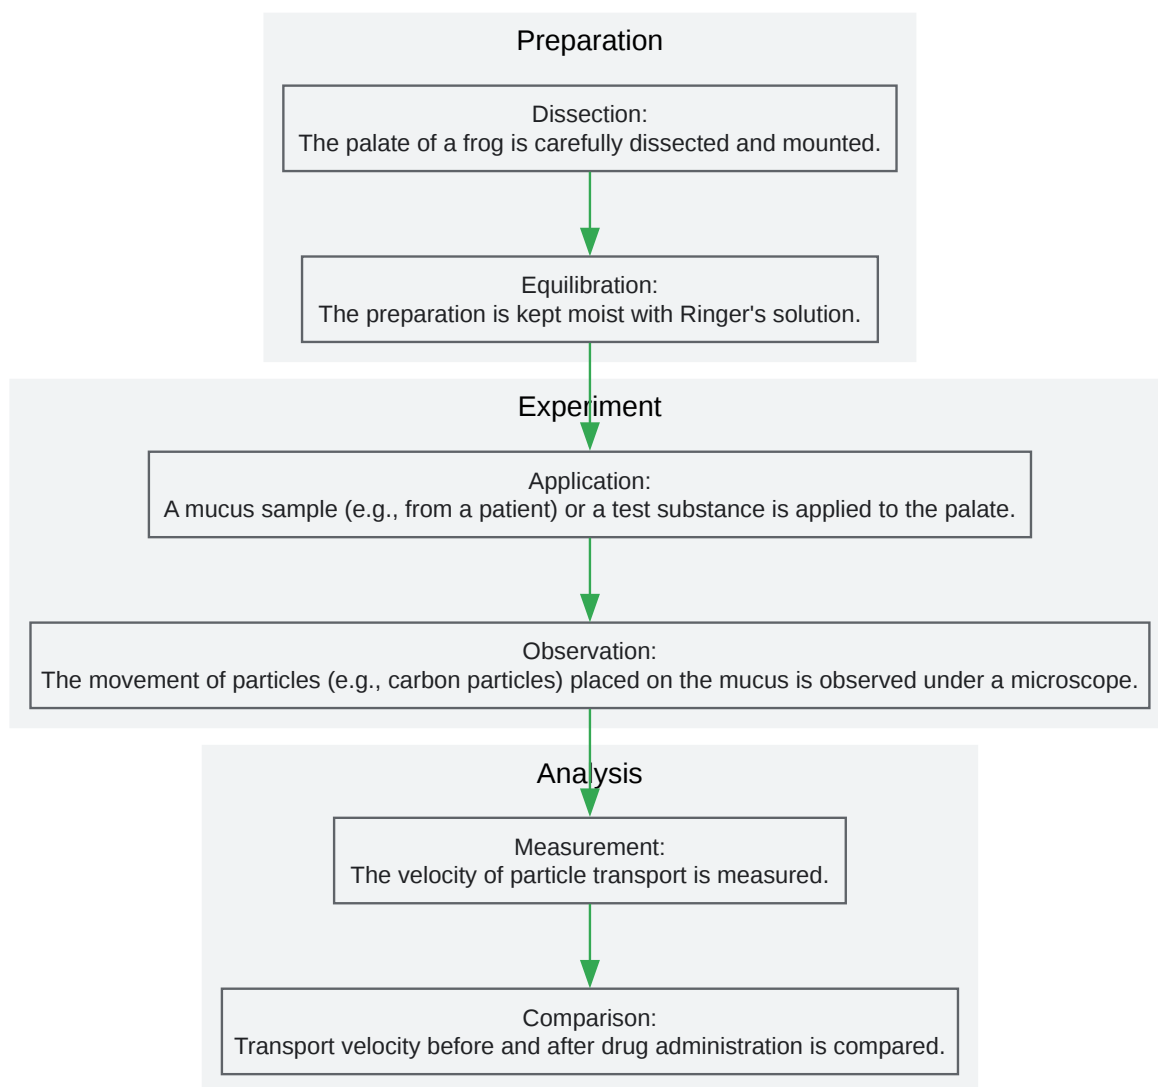 Preparation
Dissection:
The palate of a frog is carefully dissected and mounted.
Equilibration:
The preparation is kept moist with Ringer's solution.
Experiment
Application:
A mucus sample (e.g., from a patient) or a test substance is applied to the palate.
Observation:
The movement of particles (e.g., carbon particles) placed on the mucus is observed under a microscope.
Analysis
Measurement:
The velocity of particle transport is measured.
Comparison:
Transport velocity before and after drug administration is compared.